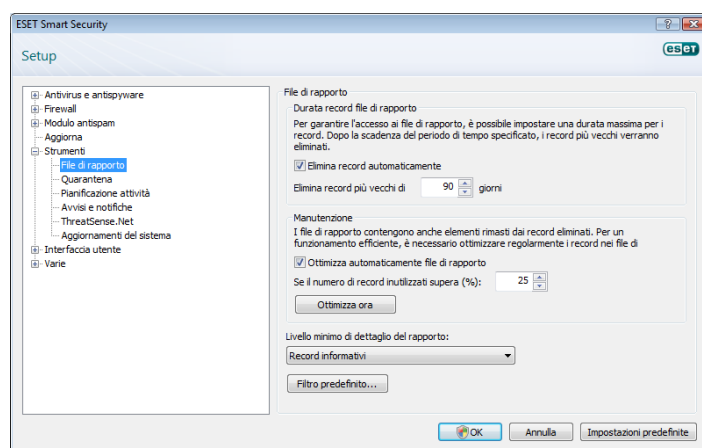 ESET Smart Security
Setup
eseT
Antivirus e antispyware
Firewall
Modulo antispam
Aggiorna
Strumenti
File di rapporto
Quarantena
Pianificazione attività
Avvisi e notifiche
ThreatSense.Net
Aggiornamenti del sistema
Interfaccia utente
Varie
File di rapporto
Durata record file di rapporto
Per garantire l'accesso ai file di rapporto, è possibile impostare una durata massima per i
record. Dopo la scadenza del periodo di tempo specificato, i record più vecchi verranno
eliminati.
Elimina record automaticamente
Elimina record più vecchi di 90 giorni
Manutenzione
I file di rapporto contengono anche elementi rimasti dai record eliminati. Per un
funzionamento efficiente, è necessario ottimizzare regolarmente i record nei file di
Ottimizza automaticamente file di rapporto
Se il numero di record inutilizzati supera (%): 25
Ottimizza ora
Livello minimo di dettaglio del rapporto:
Record informativi
Filtro predefinito...
OK Annulla Impostazioni predefinite